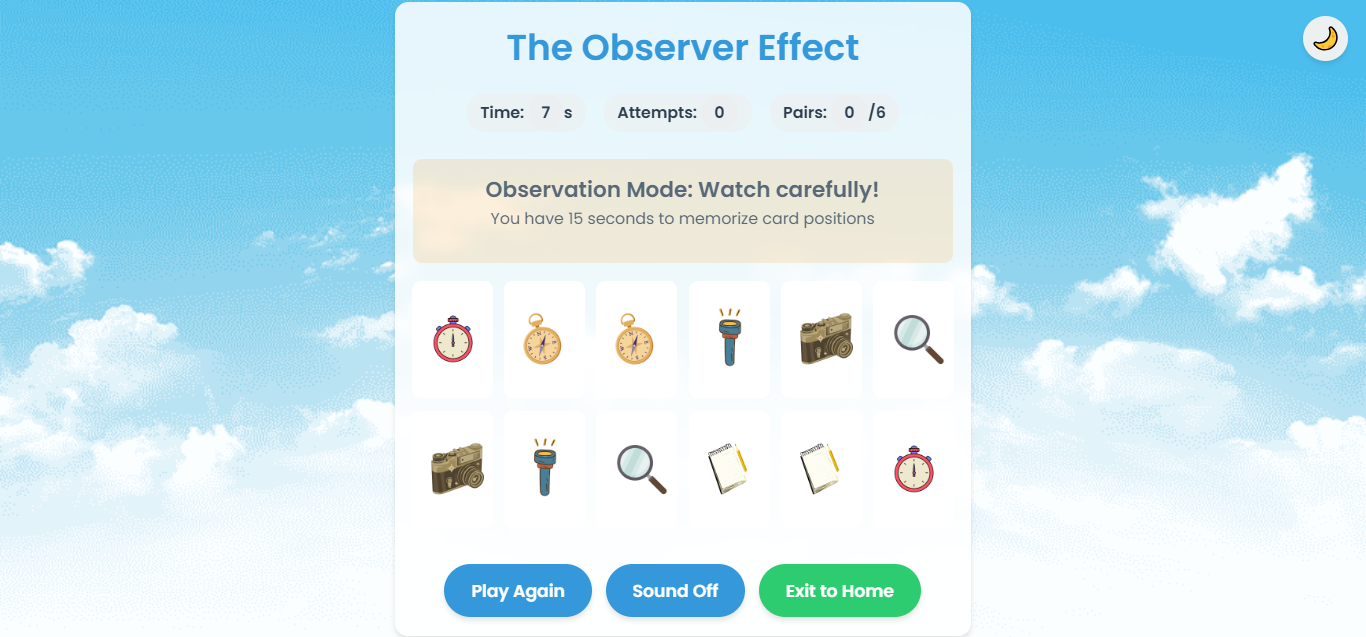 The Observer Effect
Time: 7 s Attempts: 0 Pairs: 0 /6
Observation Mode: Watch carefully!
You have 15 seconds to memorize card positions
Play Again Sound Off Exit to Home